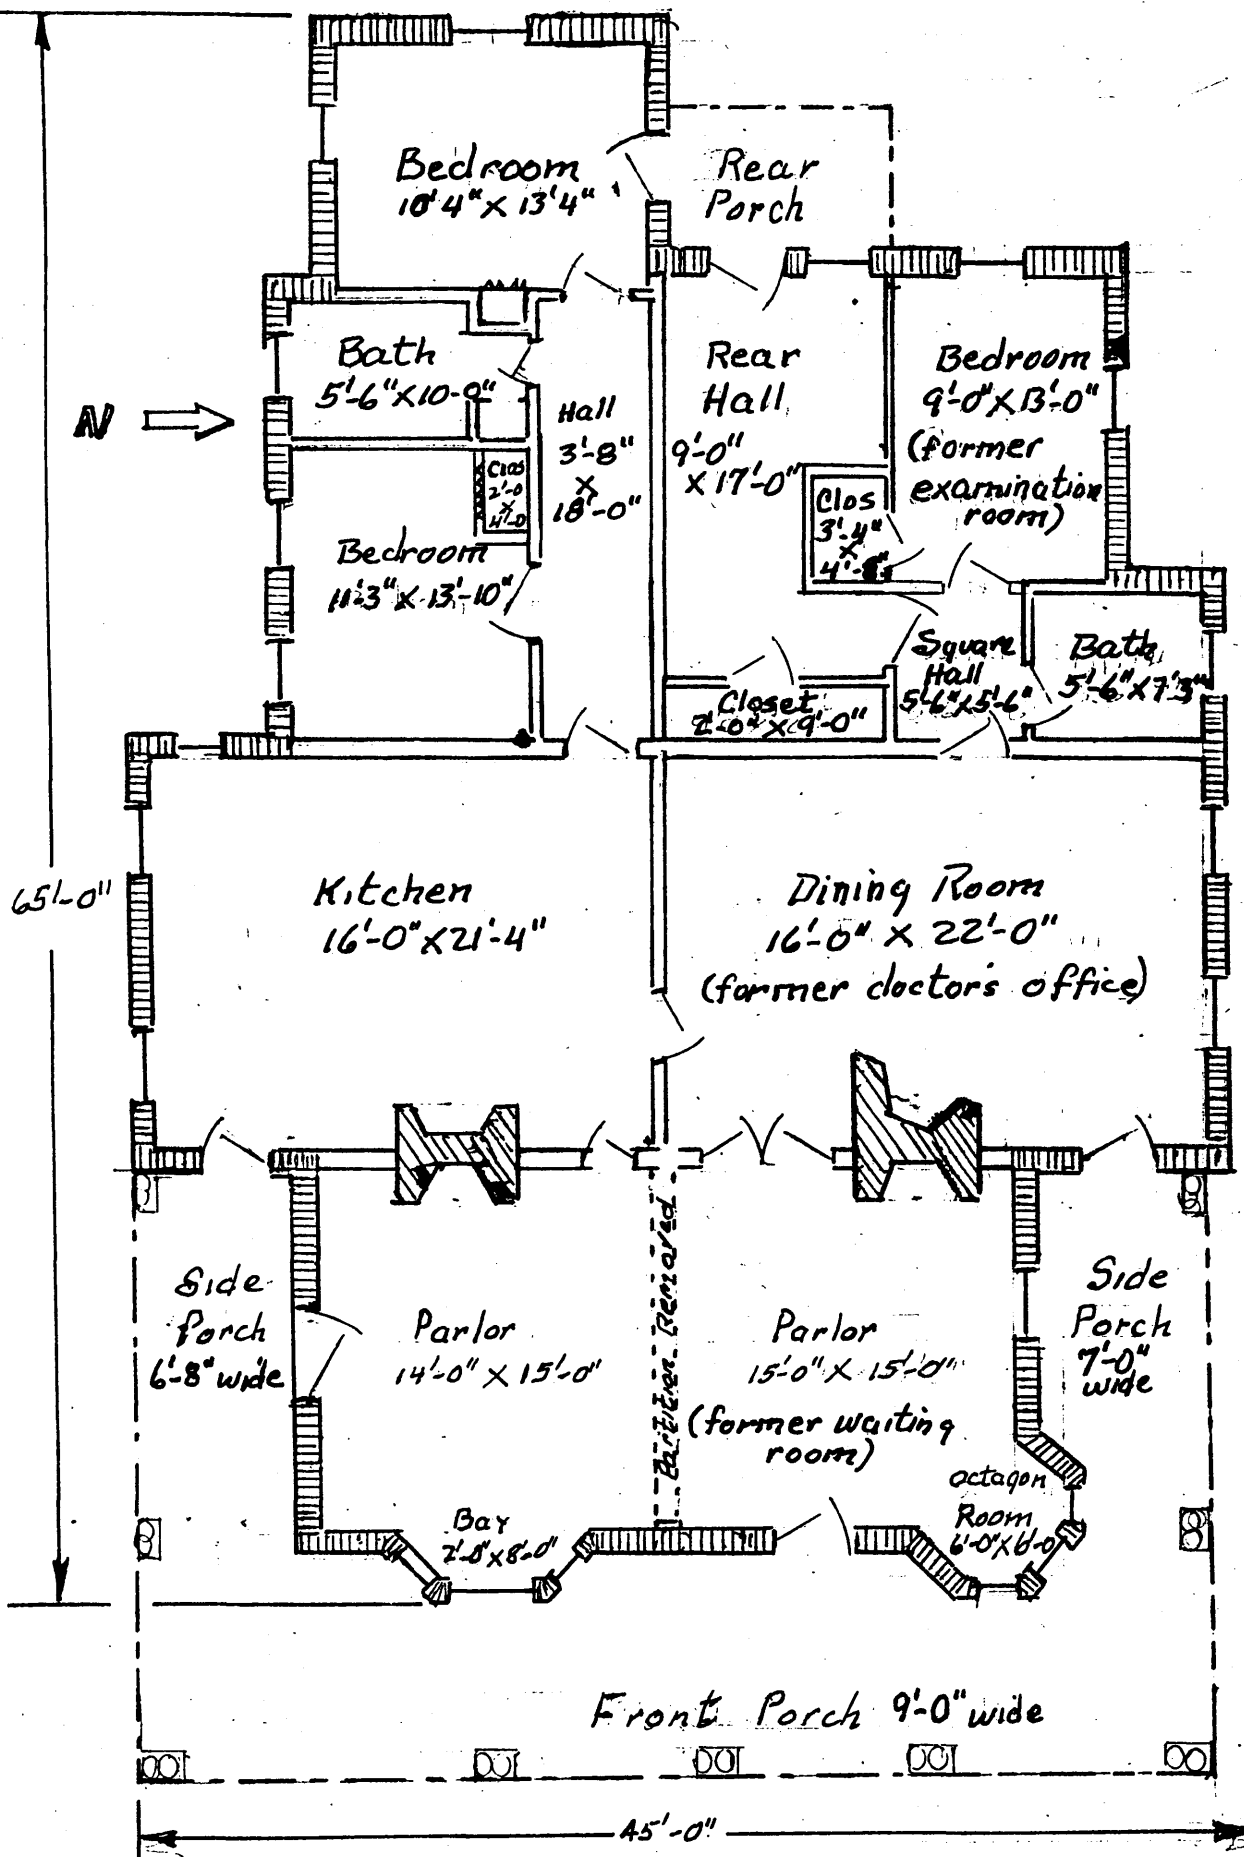 Bedroom
10'4" X 13'4"
Rear
Porch
Bath
5'-6" X 10-0"
N
Hall
3'-8"
X
18'-0"
Rear
Hall
9'-0"
X 17'-0"
Bedroom
9'-0" X 13'-0"
(former
examination
room)
Clos
2'-0
X
4'-0
Clos
3'-4"
X
4'-8"
Bedroom
11'-3" X 13'-10"
Square
Hall
5'-6" X 5'-6"
Bath
5'-6" X 7'3"
Closet
2'-0" X 9'-0"
65'-0"
Kitchen
16'-0" X 21'-4"
Dining Room
16'-0" X 22'-0"
(former doctor's office)
Side
Porch
6'-8" wide
Parlor
14'-0" X 15'-0"
Partition Removed
Parlor
15'-0" X 15'-0"
(former waiting
room)
Side
Porch
7'-0"
wide
Bay
2'-0" X 8'-0"
octagon
Room
6'-0" X 6'-0
Front Porch 9'-0" wide
45'-0"